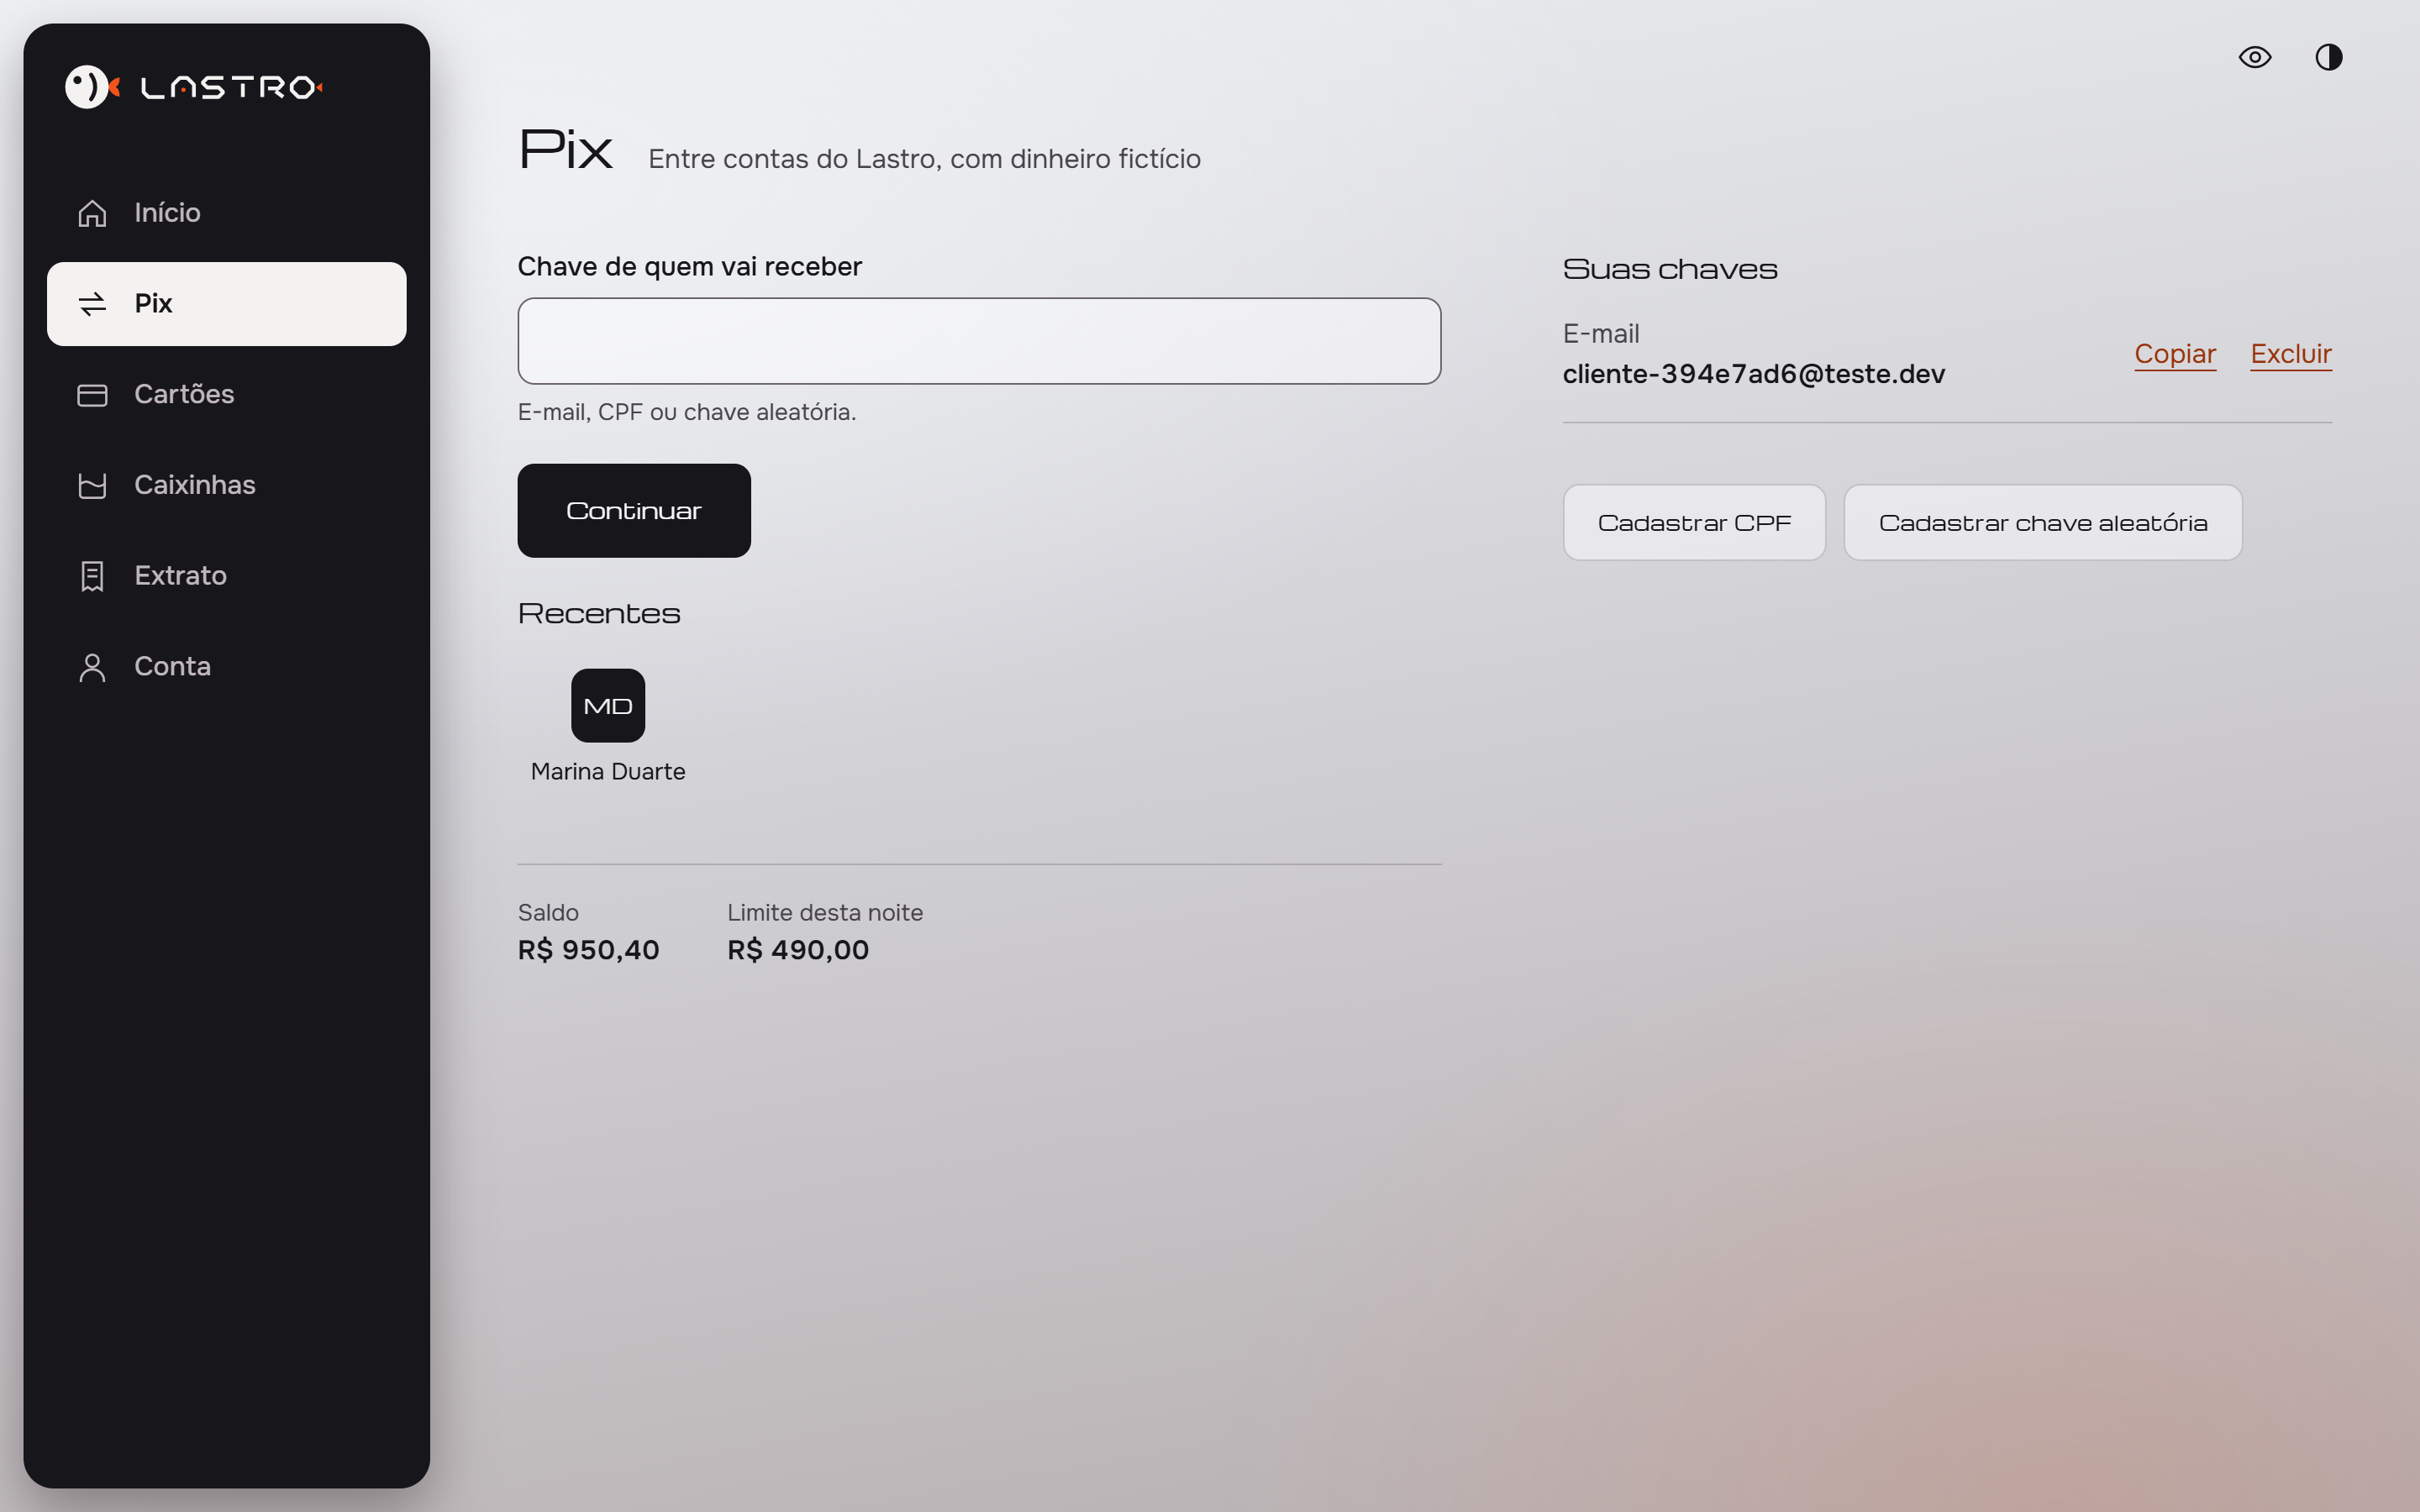 LASTRO
Início
Pix
Cartões
Caixinhas
Extrato
Conta
Pix
Entre contas do Lastro, com dinheiro fictício
Chave de quem vai receber
E-mail, CPF ou chave aleatória.
Continuar
Recentes
MD
Marina Duarte
Saldo
R$ 950,40
Limite desta noite
R$ 490,00
Suas chaves
E-mail
cliente-394e7ad6@teste.dev
Copiar
Excluir
Cadastrar CPF
Cadastrar chave aleatória